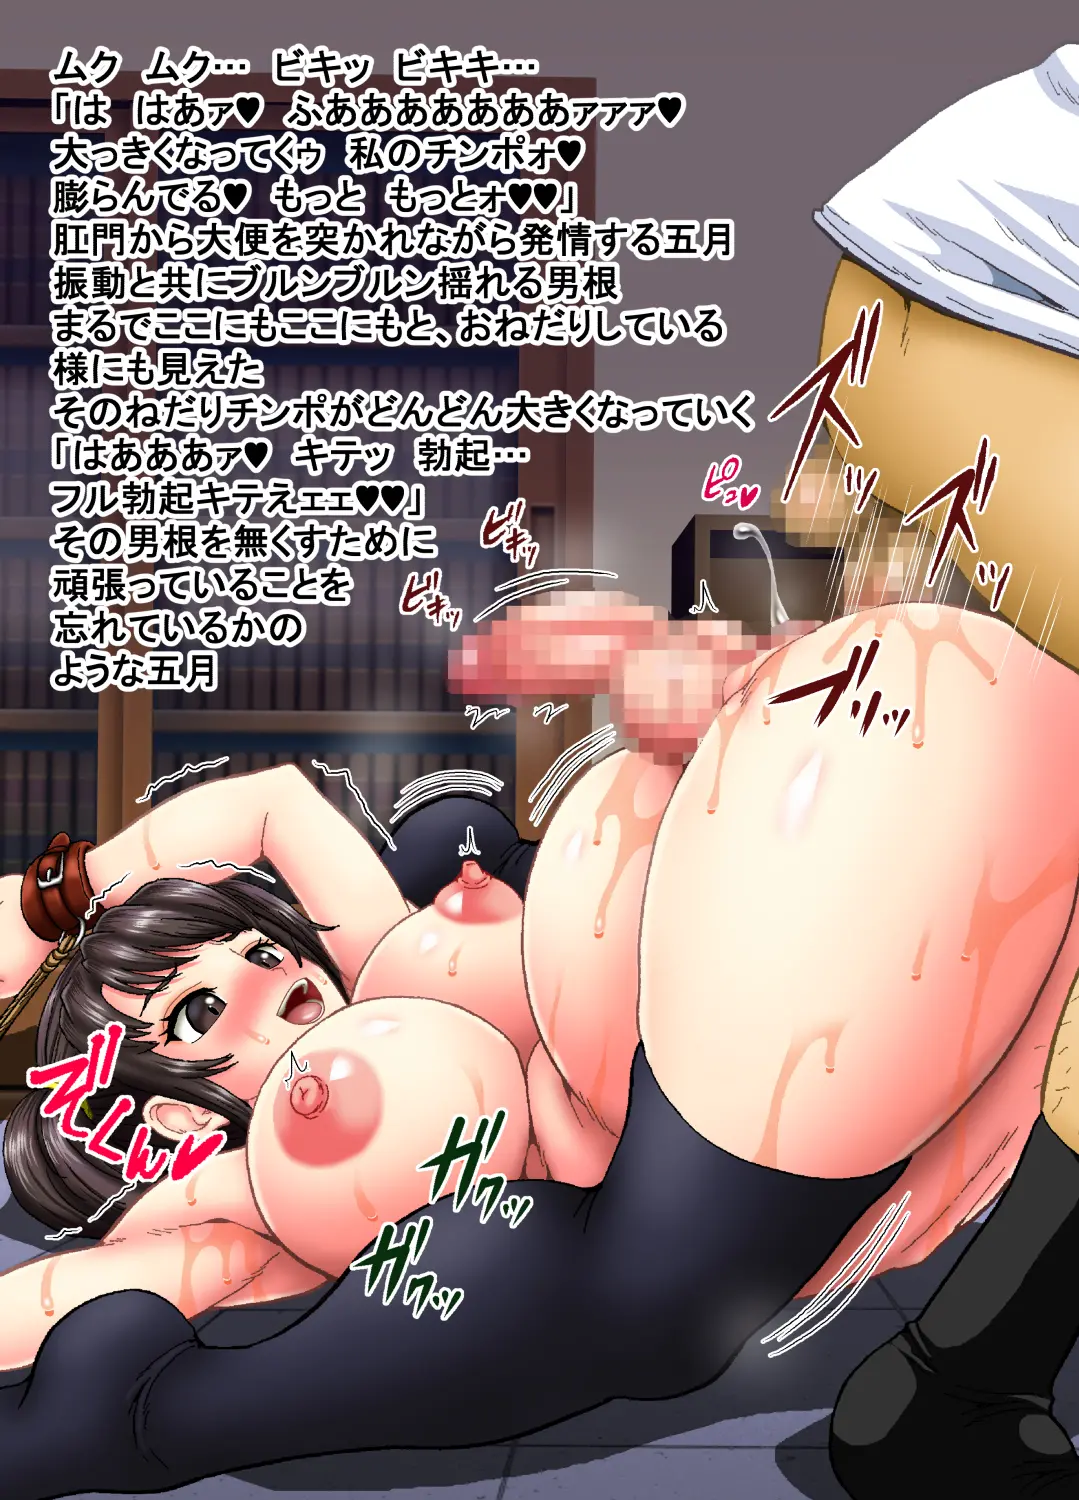 ムク ムク… ビキッ ビキキ…
「は はあァ♥ ふああああああああァァァ♥
大っきくなってくゥ 私のチンポォ♥
膨らんでる♥ もっと もっとォ♥♥」
肛門から大便を突かれながら発情する五月
振動と共にブルンブルン揺れる男根
まるでここにもここにもと、おねだりしている
様にも見えた
そのねだりチンポがどんどん大きくなっていく
「はあああァ♥ キテッ 勃起…
フル勃起キテえェェ♥♥」
その男根を無くすために
頑張っていることを
忘れているかの
ような五月
ズッ
ズッ
ピュ♥
ビキッ
ビキッ
ブリッ
ぞくん♥
ガクッ
ガクッ